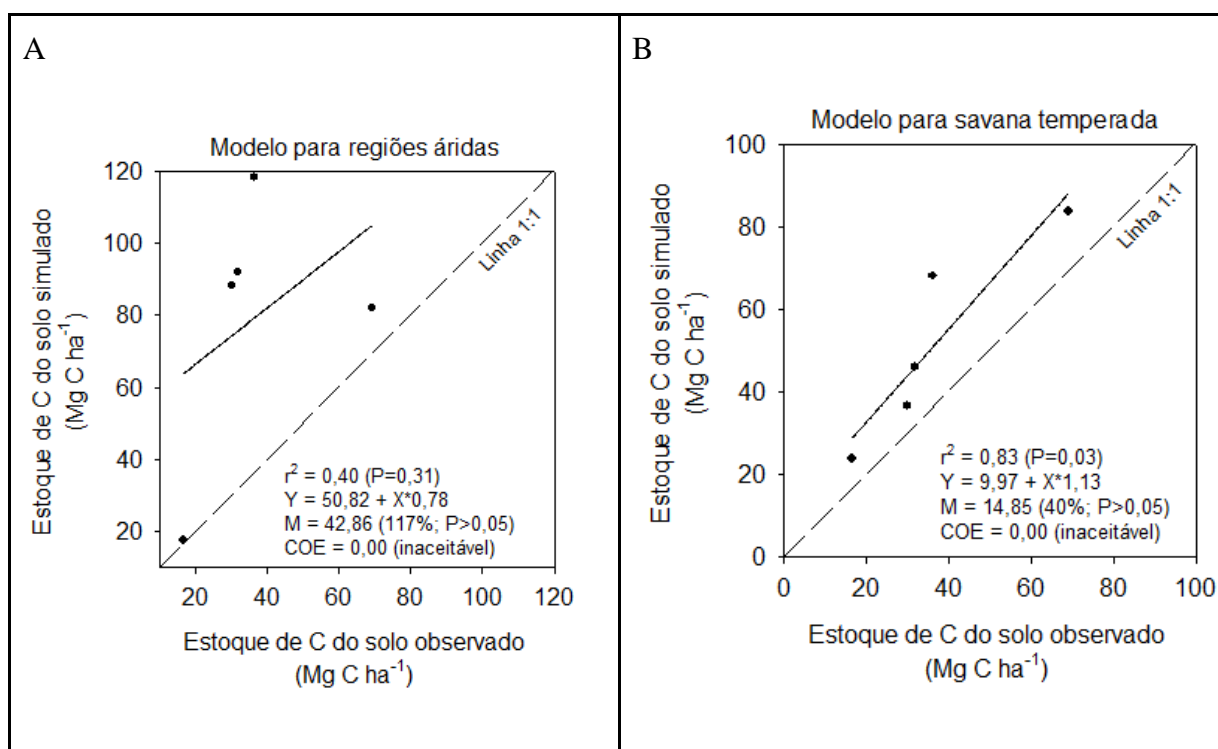 A
Modelo para regiões áridas
120
100
80
60
40
20
Estoque de C do solo simulado
(Mg C ha⁻¹)
Linha 1:1
r² = 0,40 (P=0,31)
Y = 50,82 + X*0,78
M = 42,86 (117%; P>0,05)
COE = 0,00 (inaceitável)
20 40 60 80 100 120
Estoque de C do solo observado
(Mg C ha⁻¹)
B
Modelo para savana temperada
100
80
60
40
20
0
Estoque de C do solo simulado
(Mg C ha⁻¹)
Linha 1:1
r² = 0,83 (P=0,03)
Y = 9,97 + X*1,13
M = 14,85 (40%; P>0,05)
COE = 0,00 (inaceitável)
0 20 40 60 80 100
Estoque de C do solo observado
(Mg C ha⁻¹)